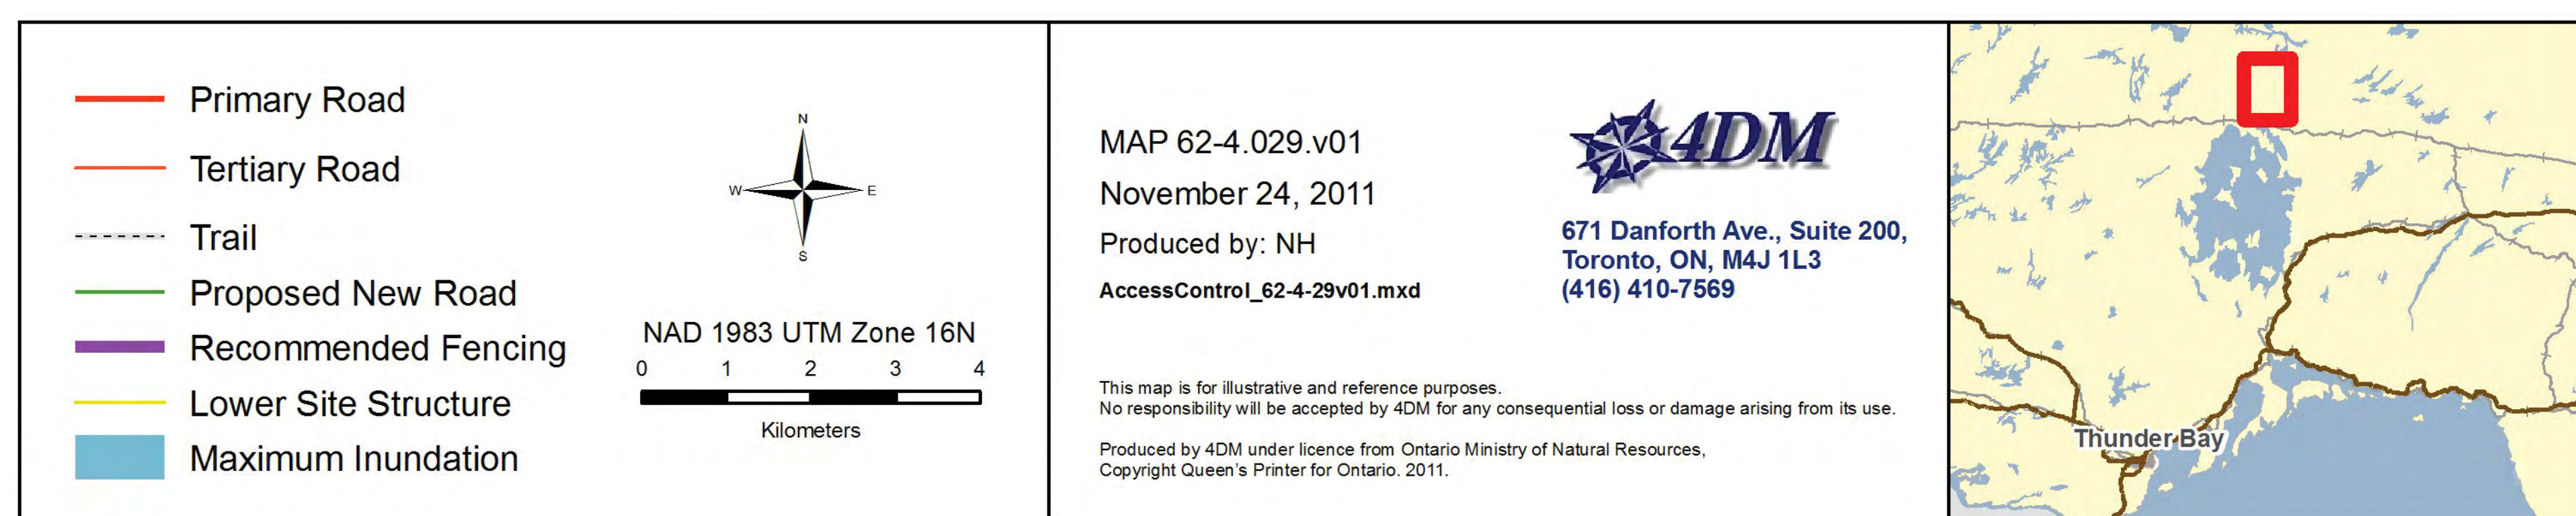 Primary Road
Tertiary Road
Trail
Proposed New Road
Recommended Fencing
Lower Site Structure
Maximum Inundation
N
W E
S
NAD 1983 UTM Zone 16N
0 1 2 3 4
Kilometers
MAP 62-4.029.v01
November 24, 2011
Produced by: NH
AccessControl_62-4-29v01.mxd
4DM
671 Danforth Ave., Suite 200,
Toronto, ON, M4J 1L3
(416) 410-7569
This map is for illustrative and reference purposes.
No responsibility will be accepted by 4DM for any consequential loss or damage arising from its use.
Produced by 4DM under licence from Ontario Ministry of Natural Resources,
Copyright Queen's Printer for Ontario. 2011.
Thunder Bay